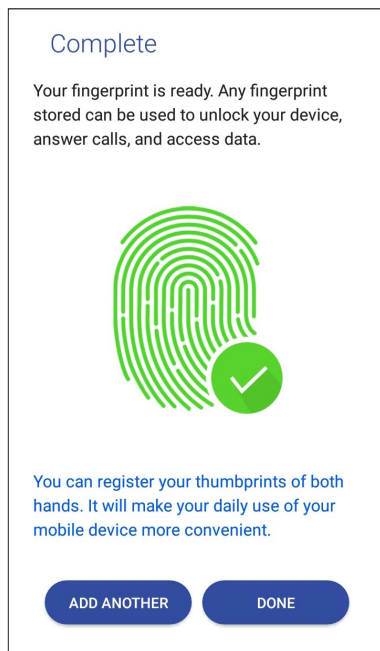 Complete
Your fingerprint is ready. Any fingerprint
stored can be used to unlock your device,
answer calls, and access data.
You can register your thumbprints of both
hands. It will make your daily use of your
mobile device more convenient.
ADD ANOTHER
DONE